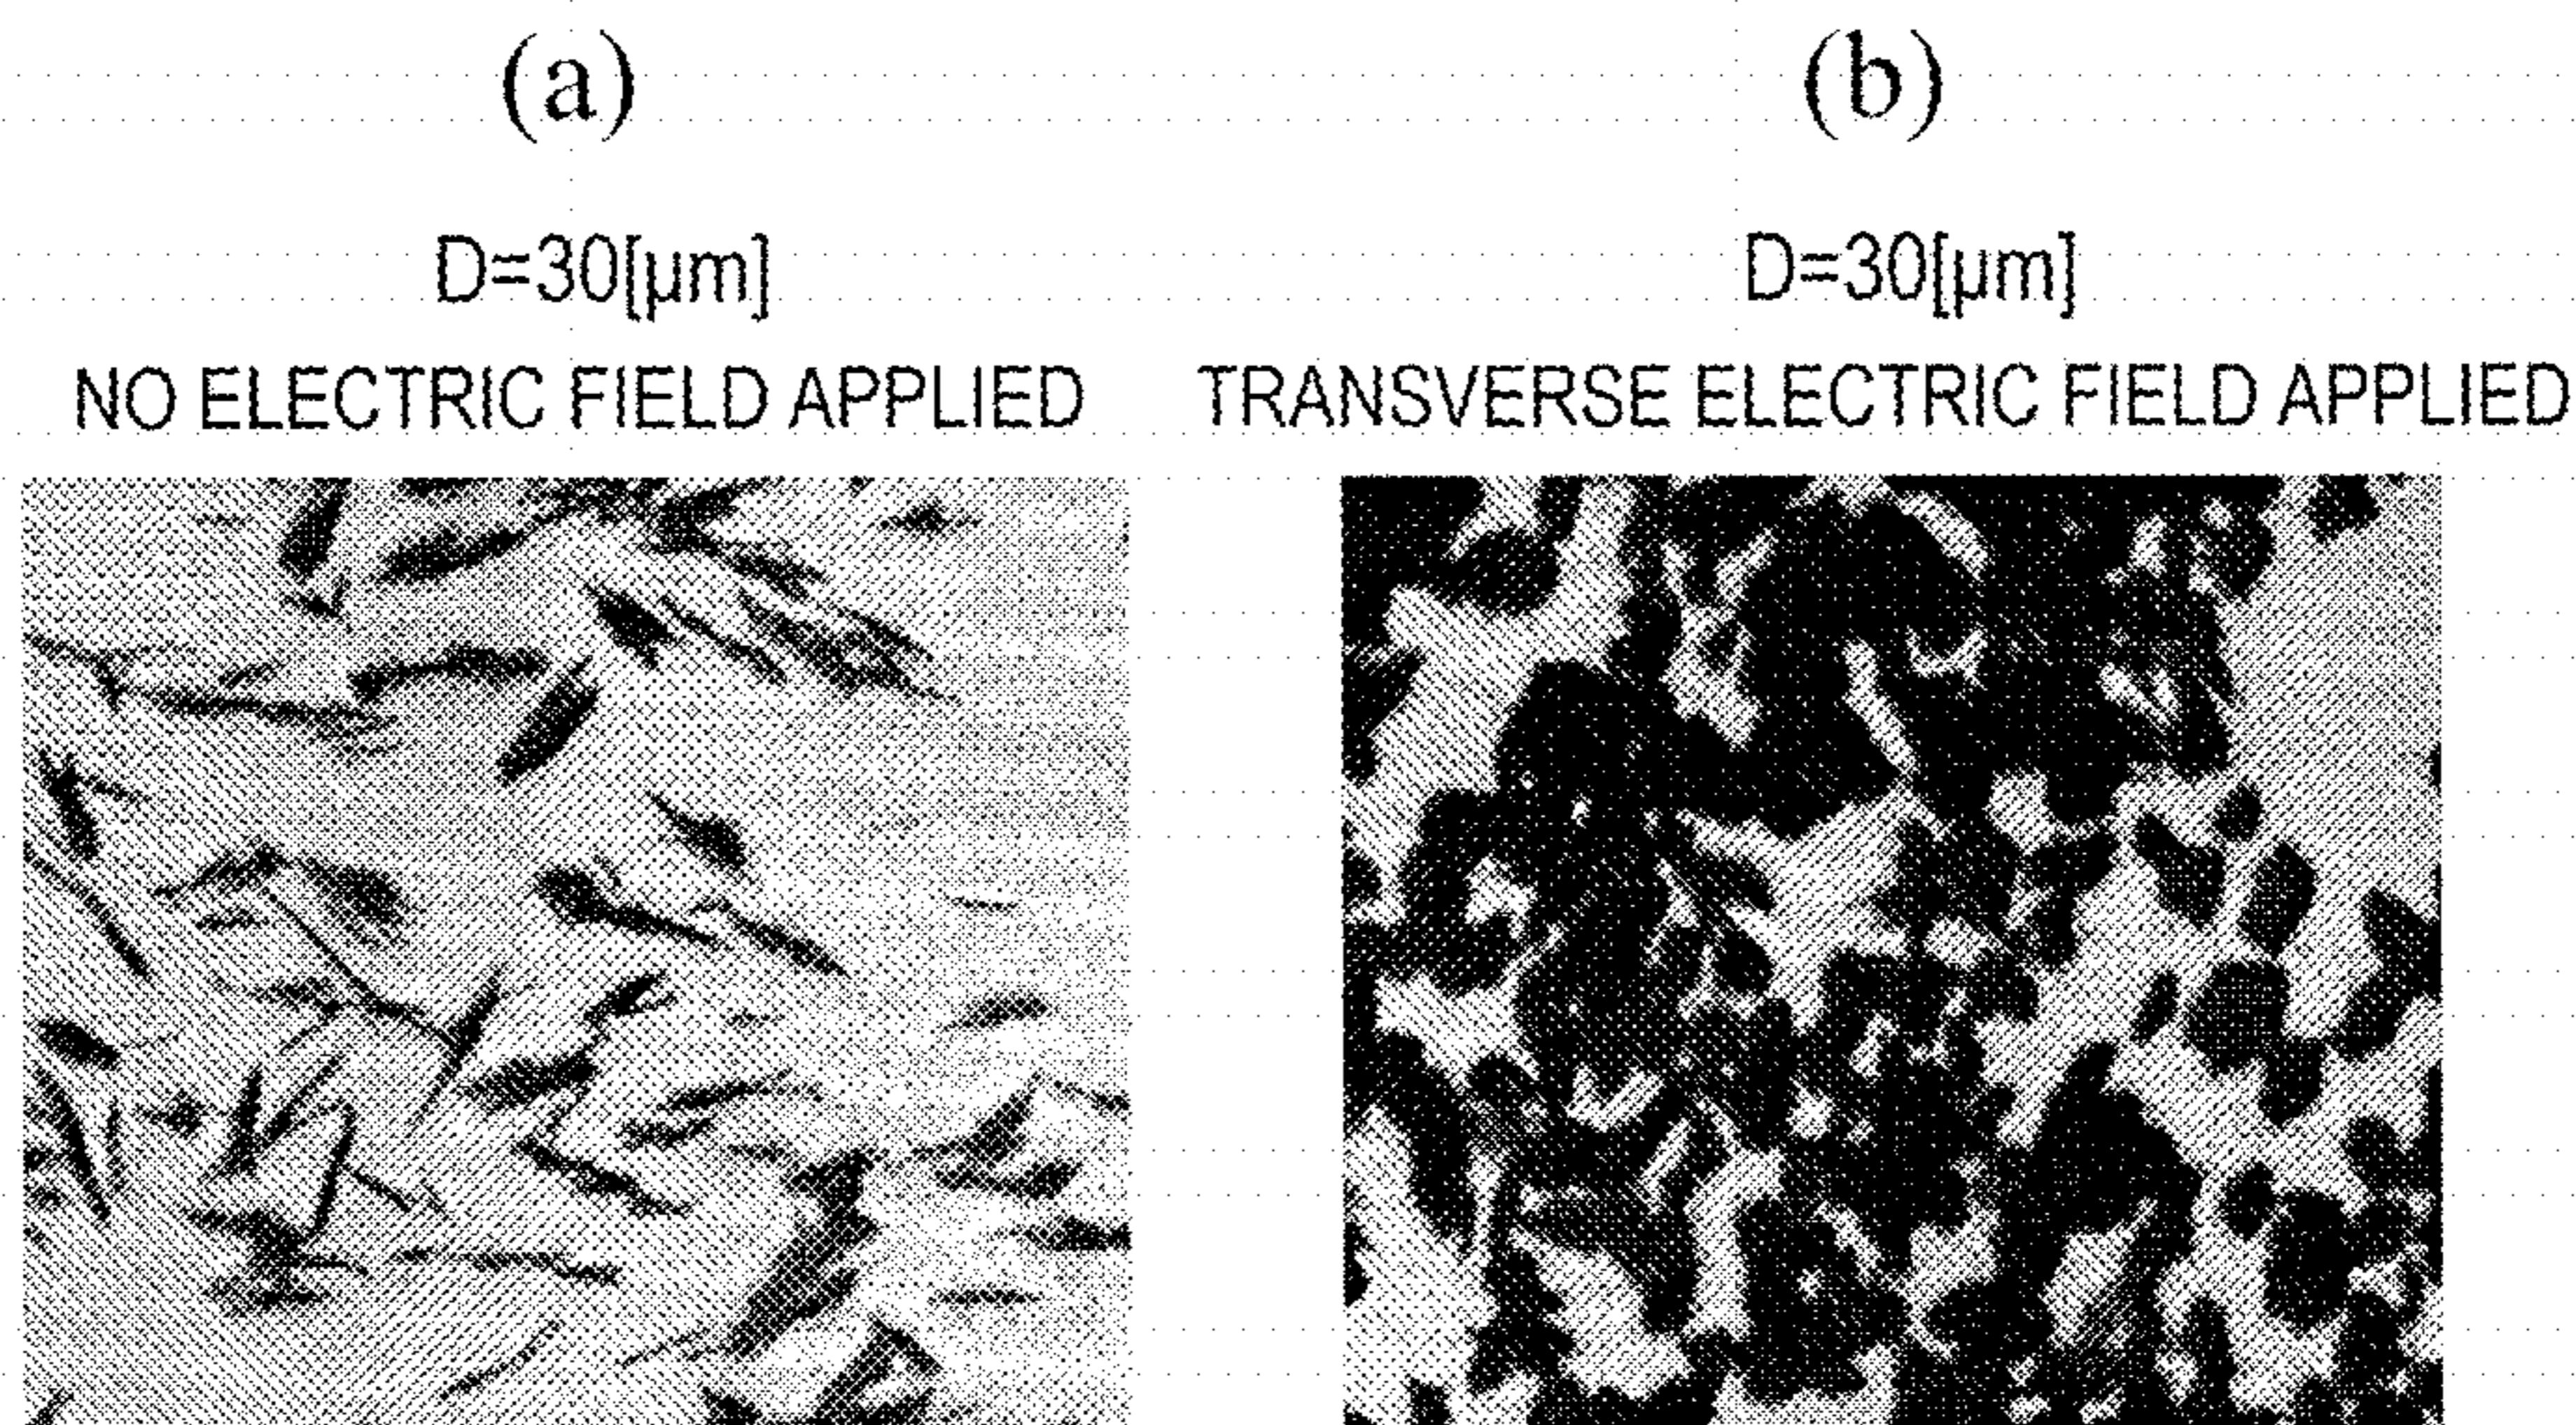 (a) (b)
D=30[μm] D=30[μm]
NO ELECTRIC FIELD APPLIED TRANSVERSE ELECTRIC FIELD APPLIED